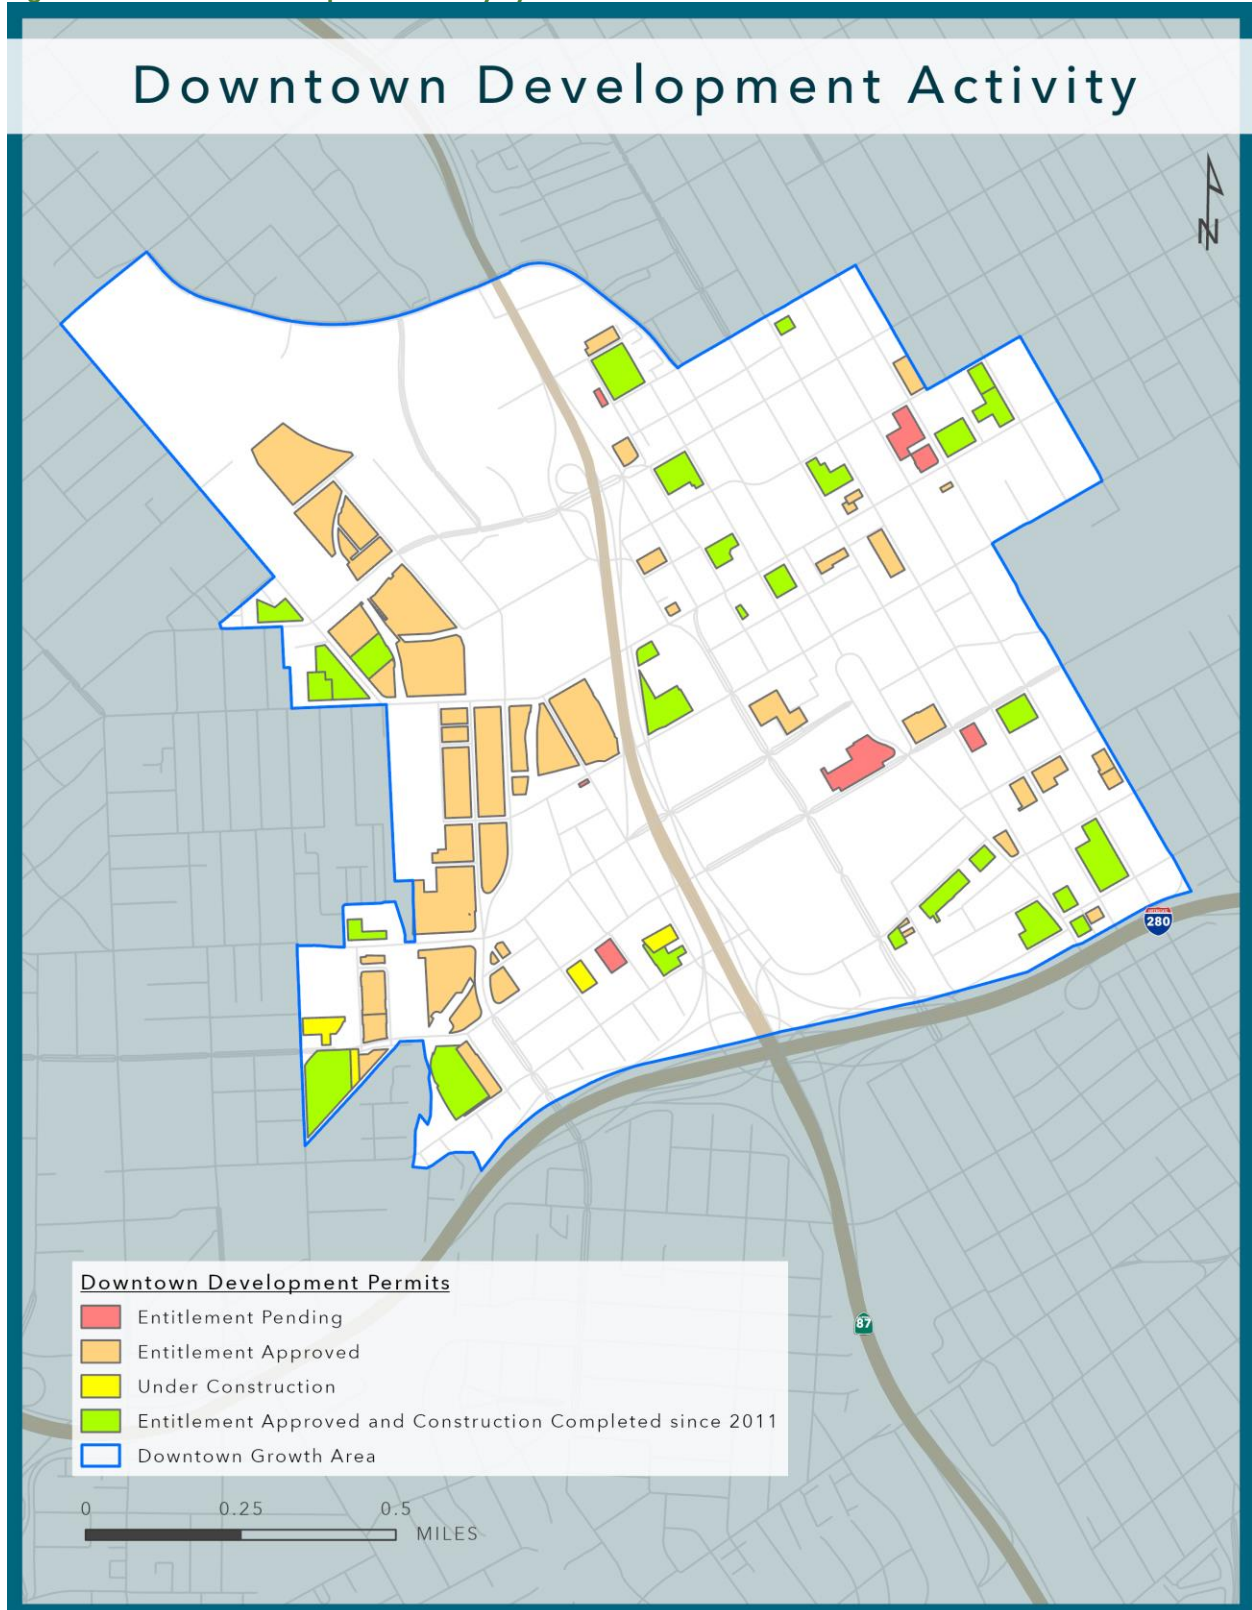 Downtown Development Activity
N
280
Downtown Development Permits
Entitlement Pending
Entitlement Approved
Under Construction
Entitlement Approved and Construction Completed since 2011
Downtown Growth Area
87
0 0.25 0.5
MILES